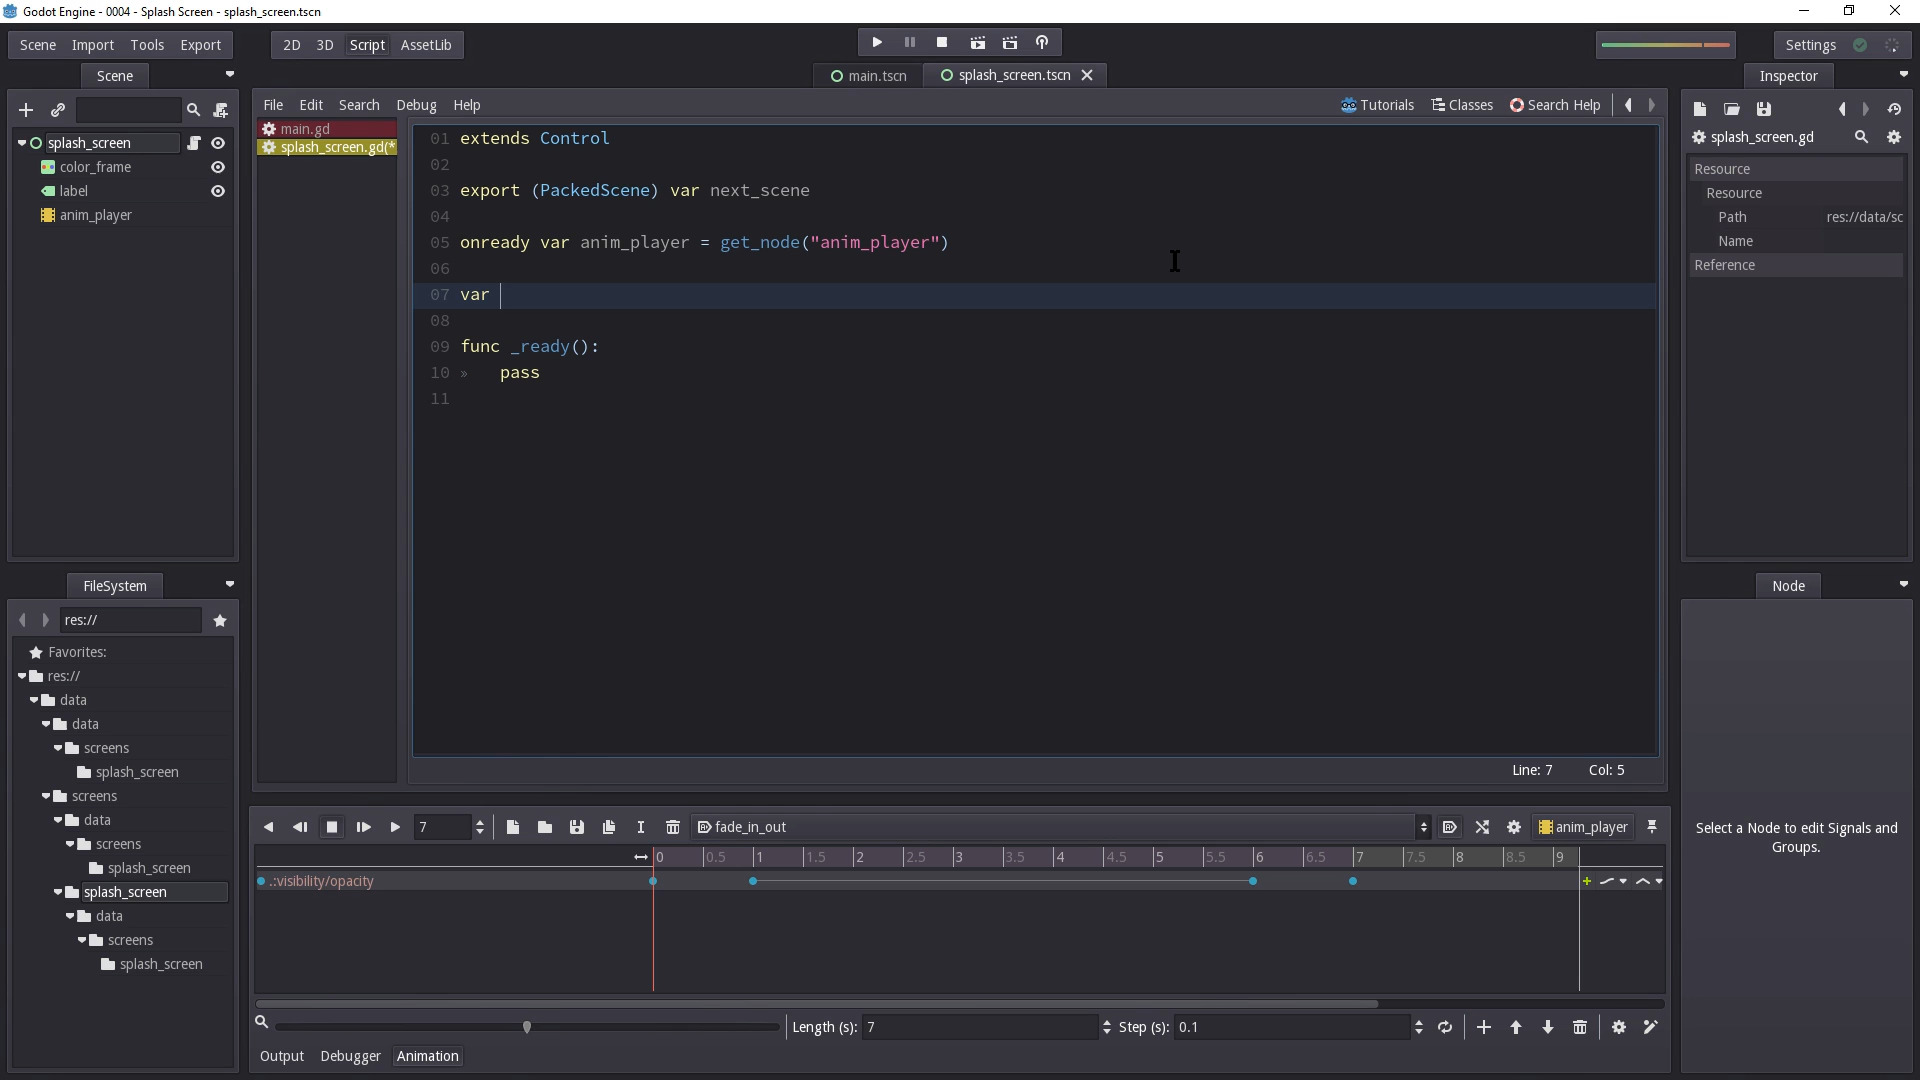 Godot Engine - 0004 - Splash Screen - splash_screen.tscn
Scene Import Tools Export 2D 3D Script AssetLib Settings
Scene main.tscn splash_screen.tscn Inspector
File Edit Search Debug Help Tutorials Classes Search Help
main.gd
splash_screen.gd(*
splash_screen
color_frame
label
anim_player
01 extends Control
02
03 export (PackedScene) var next_scene
04
05 onready var anim_player = get_node("anim_player")
06
07 var
08
09 func _ready():
10 » pass
11
Line: 7 Col: 5
splash_screen.gd
Resource
Resource
Path res://data/sc
Name
Reference
FileSystem
res://
Favorites:
res://
data
data
screens
splash_screen
screens
data
screens
splash_screen
splash_screen
data
screens
splash_screen
Node
Select a Node to edit Signals and
Groups.
7 fade_in_out anim_player
0 0.5 1 1.5 2 2.5 3 3.5 4 4.5 5 5.5 6 6.5 7 7.5 8 8.5 9
.:visibility/opacity
Length (s): 7 Step (s): 0.1
Output Debugger Animation